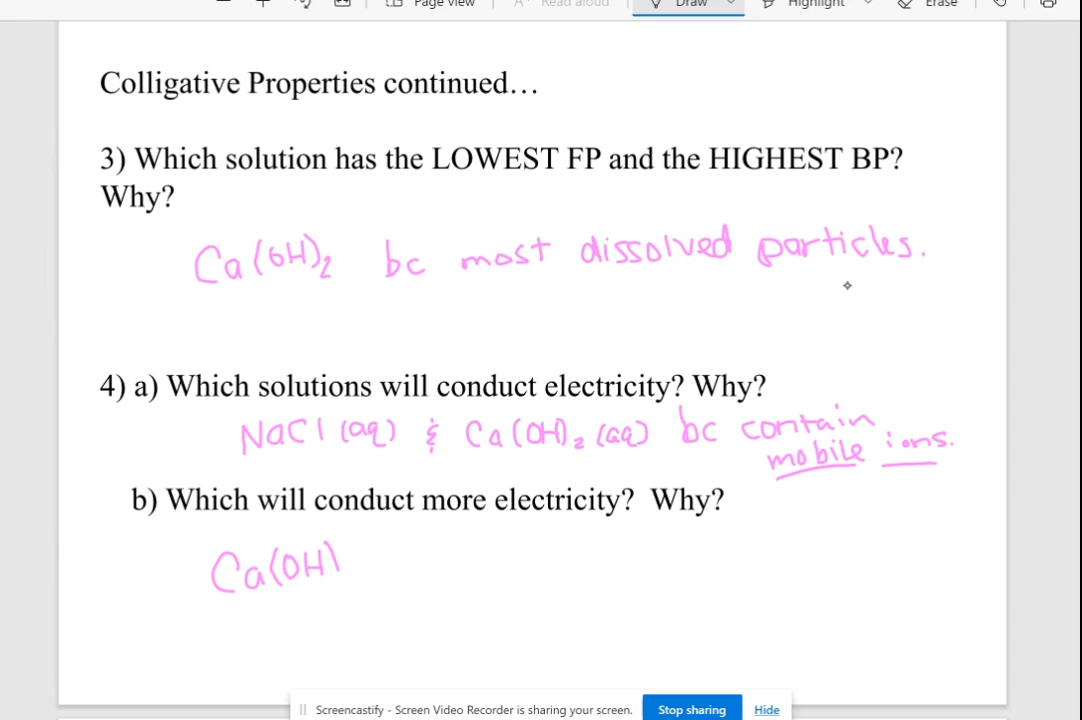 Page view
Read aloud
Draw
Highlight
Erase
Colligative Properties continued…
3) Which solution has the LOWEST FP and the HIGHEST BP?
Why?
Ca(OH)₂ bc most dissolved particles.
4) a) Which solutions will conduct electricity? Why?
NaCl (aq) & Ca(OH)₂ (aq) bc contain
mobile ions.
b) Which will conduct more electricity? Why?
Ca(OH)
Screencastify - Screen Video Recorder is sharing your screen.
Stop sharing
Hide